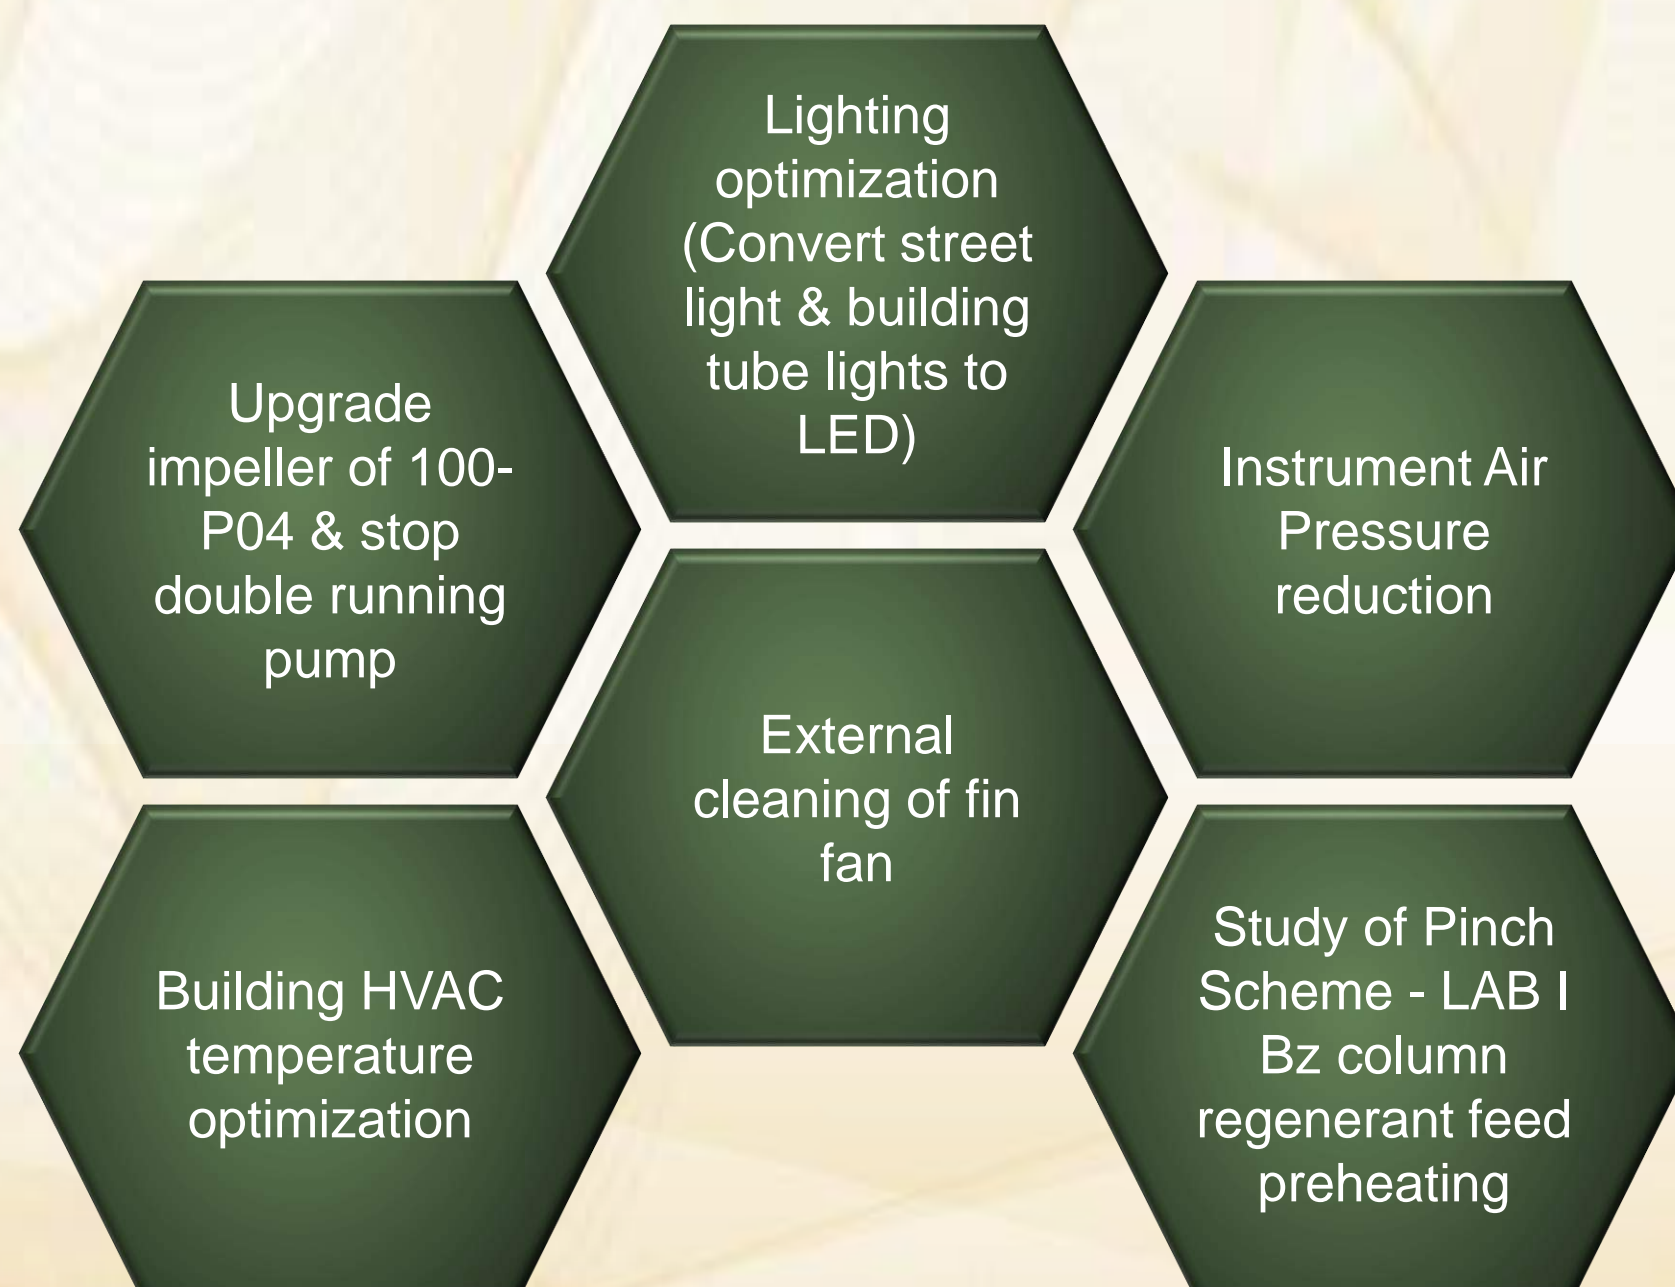 Lighting
optimization
(Convert street
light & building
tube lights to
LED)
Upgrade
impeller of 100-
P04 & stop
double running
pump
Instrument Air
Pressure
reduction
External
cleaning of fin
fan
Building HVAC
temperature
optimization
Study of Pinch
Scheme - LAB I
Bz column
regenerant feed
preheating